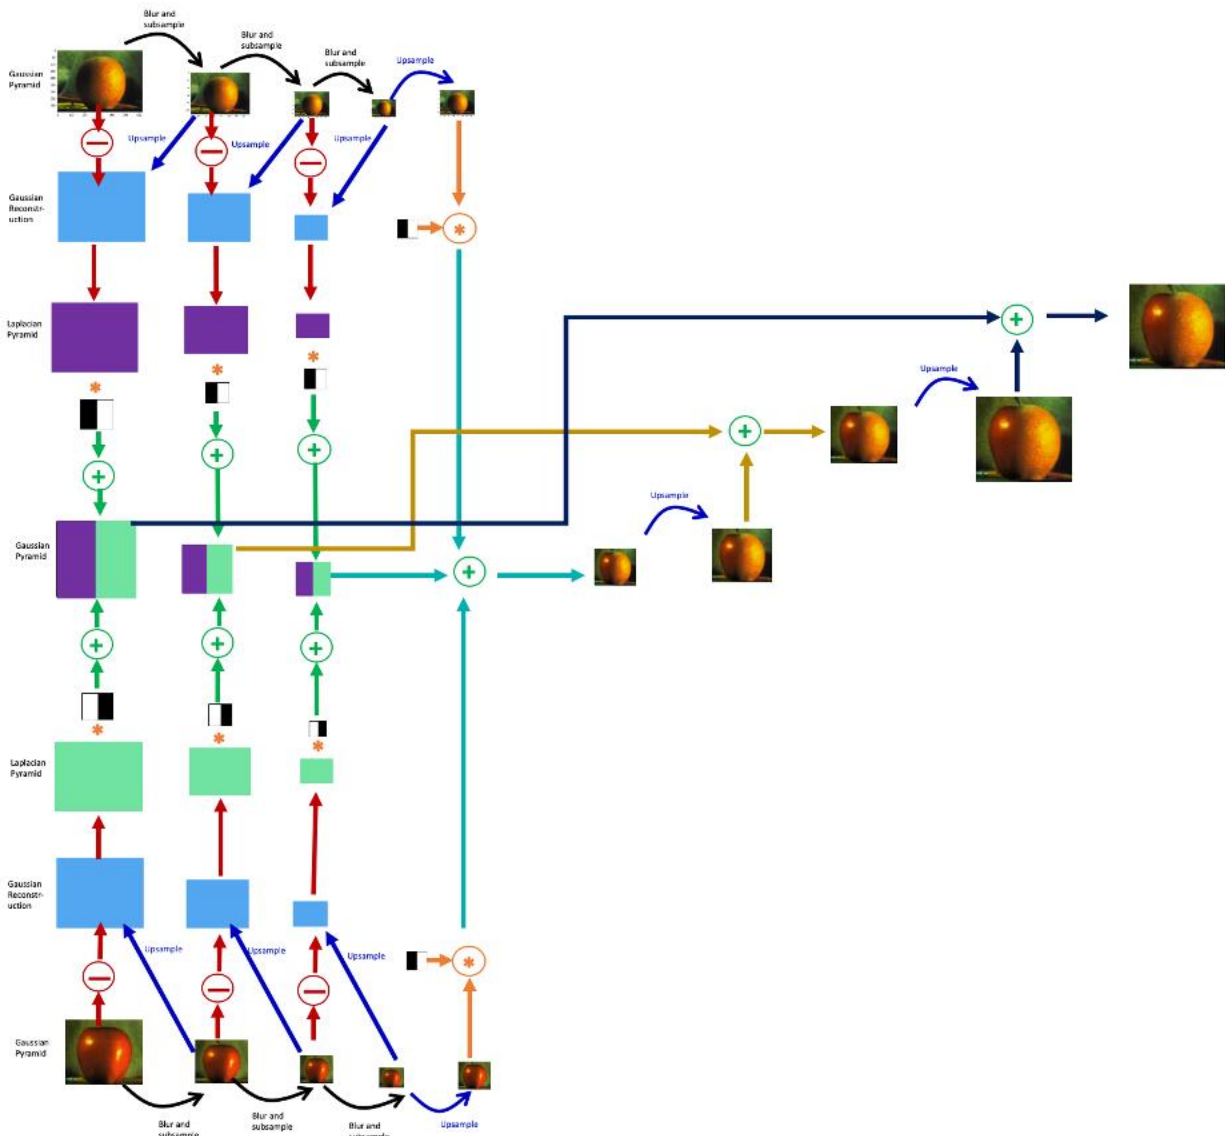 Blur and
subsample
Blur and
subsample
Blur and
subsample
Upsample
Gaussian
Pyramid
Upsample
Upsample
Upsample
Gaussian
Reconstr-
uction
*
Laplacian
Pyramid
+
*
*
*
Upsample
+
+
+
+
Upsample
Gaussian
Pyramid
+
+
+
+
*
*
*
Laplacian
Pyramid
Gaussian
Reconstr-
uction
Upsample
Upsample
Upsample
*
Gaussian
Pyramid
Blur and
subsample
Blur and
subsample
Blur and
subsample
Upsample